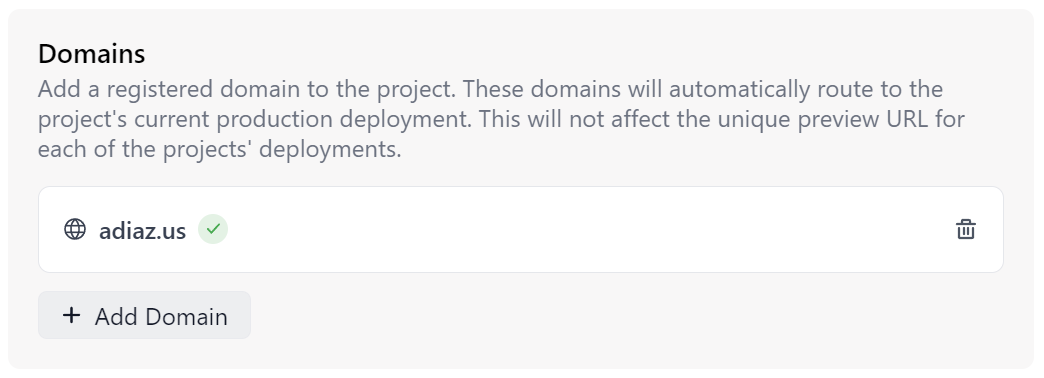 Domains
Add a registered domain to the project. These domains will automatically route to the
project's current production deployment. This will not affect the unique preview URL for
each of the projects' deployments.
adiaz.us
Add Domain